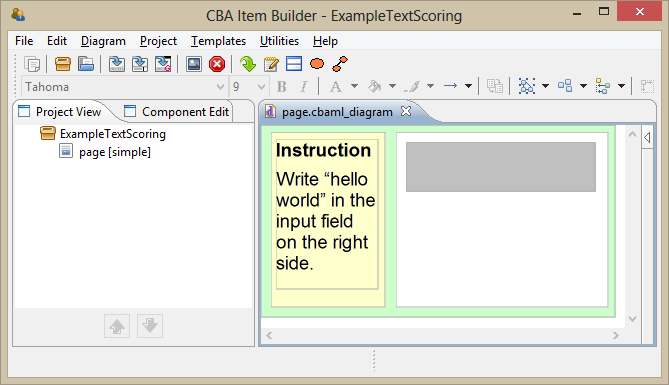 CBA Item Builder - ExampleTextScoring
File Edit Diagram Project Templates Utilities Help
Tahoma 9 B I A
Project View Component Edit page.cbaml_diagram
ExampleTextScoring
page [simple]
Instruction
Write “hello
world” in the
input field
on the right
side.